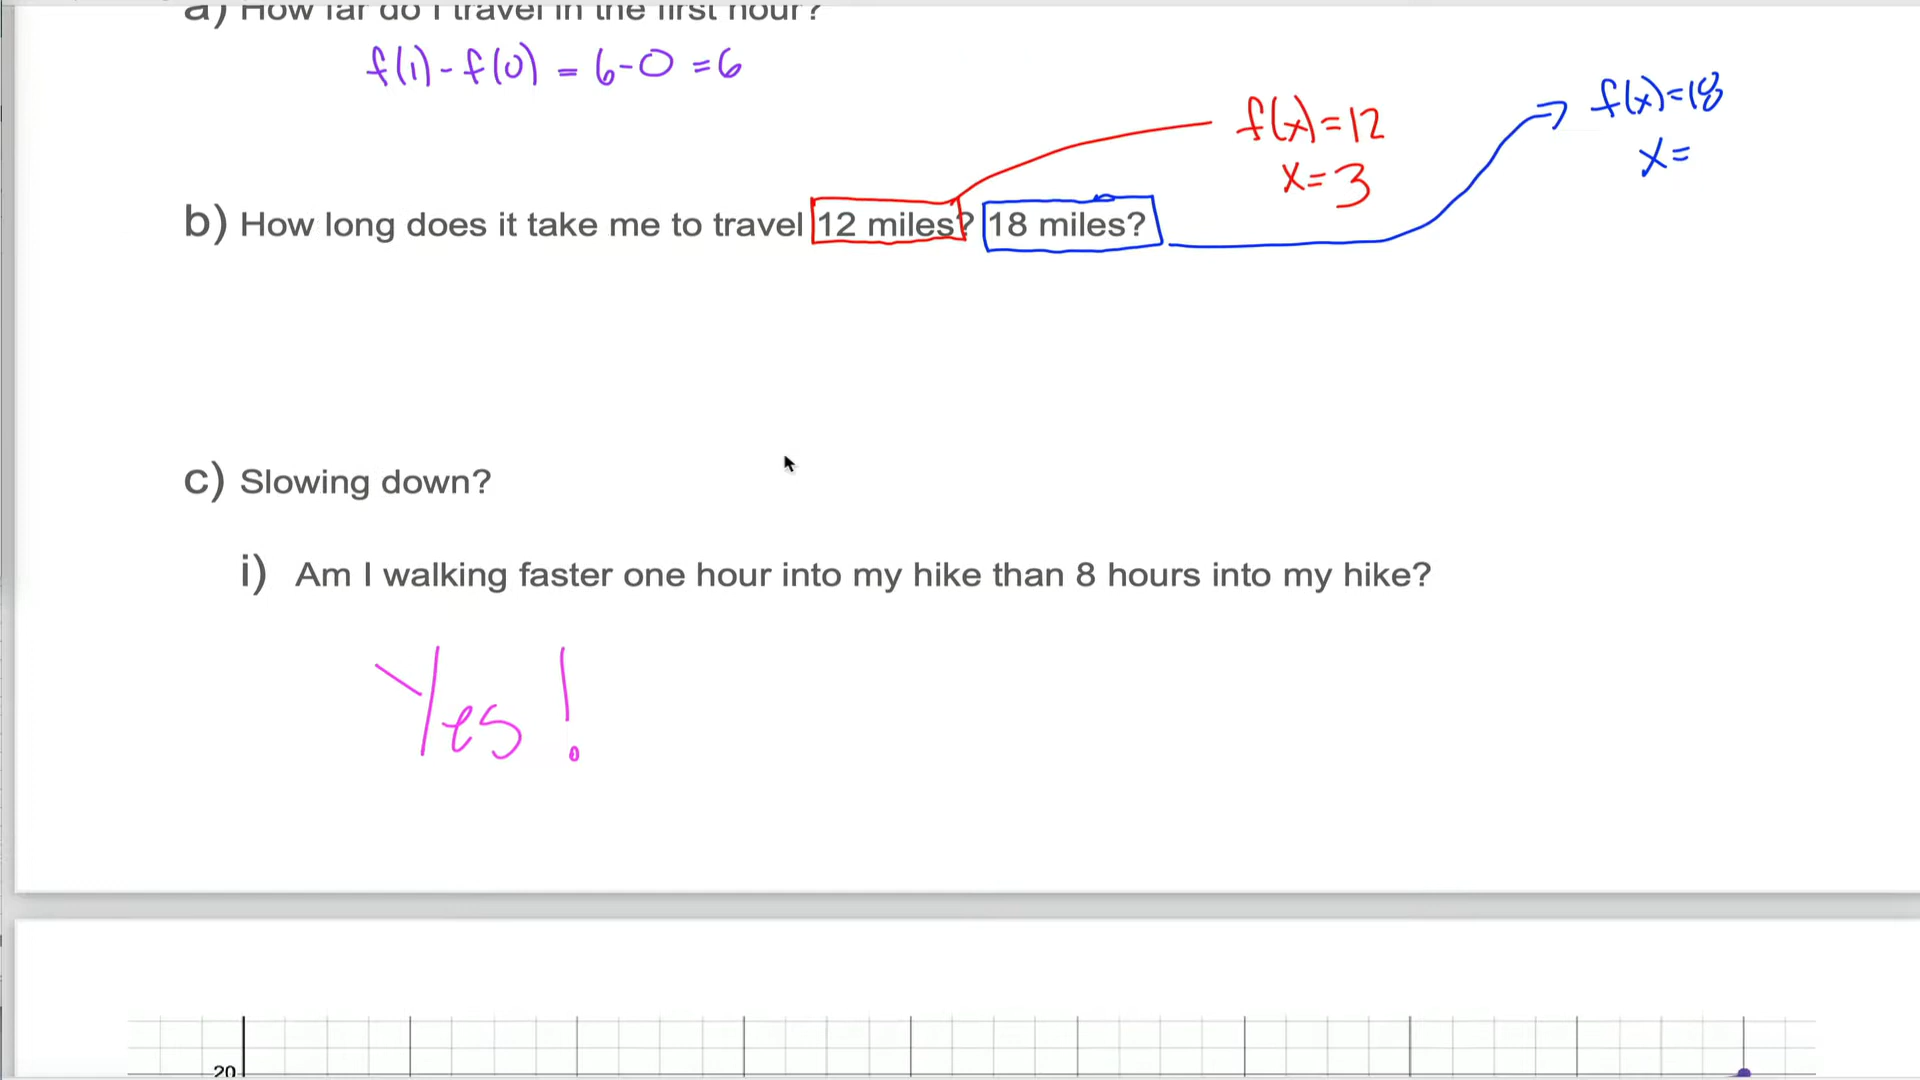 a) How far do I travel in the first hour?
f(1)-f(0) = 6-0 =6
f(x)=12
x=3
f(x)=18
x=
b) How long does it take me to travel 12 miles? 18 miles?
c) Slowing down?
i) Am I walking faster one hour into my hike than 8 hours into my hike?
Yes!
20